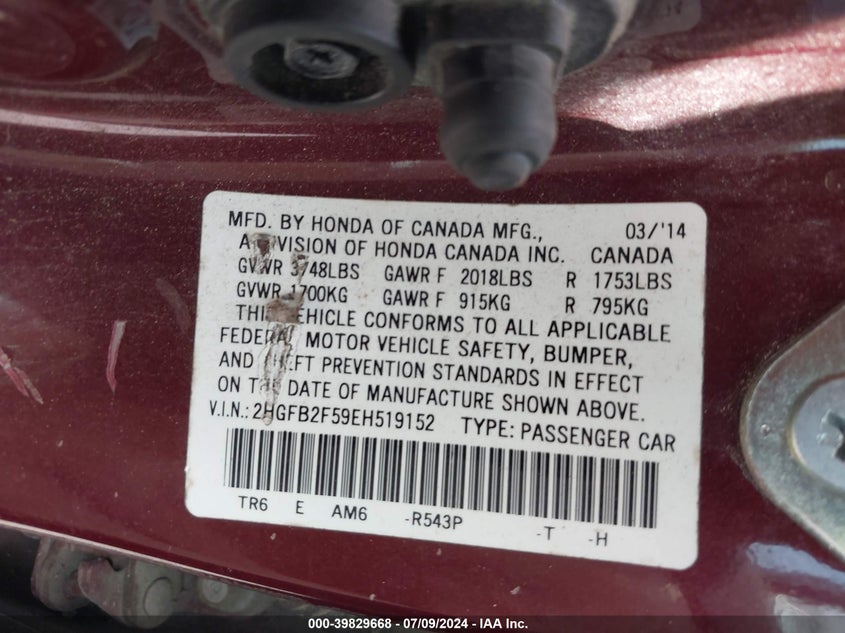 MFD. BY HONDA OF CANADA MFG., 03/'14
A DIVISION OF HONDA CANADA INC. CANADA
GVWR 3748LBS GAWR F 2018LBS R 1753LBS
GVWR 1700KG GAWR F 915KG R 795KG
THIS VEHICLE CONFORMS TO ALL APPLICABLE
FEDERAL MOTOR VEHICLE SAFETY, BUMPER,
AND THEFT PREVENTION STANDARDS IN EFFECT
ON THE DATE OF MANUFACTURE SHOWN ABOVE.
V.I.N.: 2HGFB2F59EH519152 TYPE: PASSENGER CAR
TR6 E AM6 -R543P -T -H
000-39829668 / 07/09/2024 - IAA Inc.